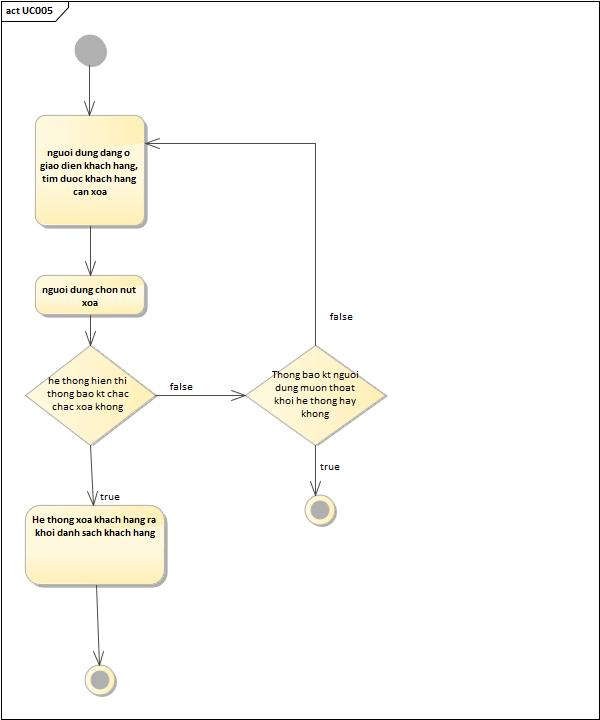 act UC005
nguoi dung dang o
giao dien khach hang,
tim duoc khach hang
can xoa
nguoi dung chon nut
xoa
false
he thong hien thi
thong bao kt chac
chac xoa khong
false
Thong bao kt nguoi
dung muon thoat
khoi he thong hay
khong
true
true
He thong xoa khach hang ra
khoi danh sach khach hang